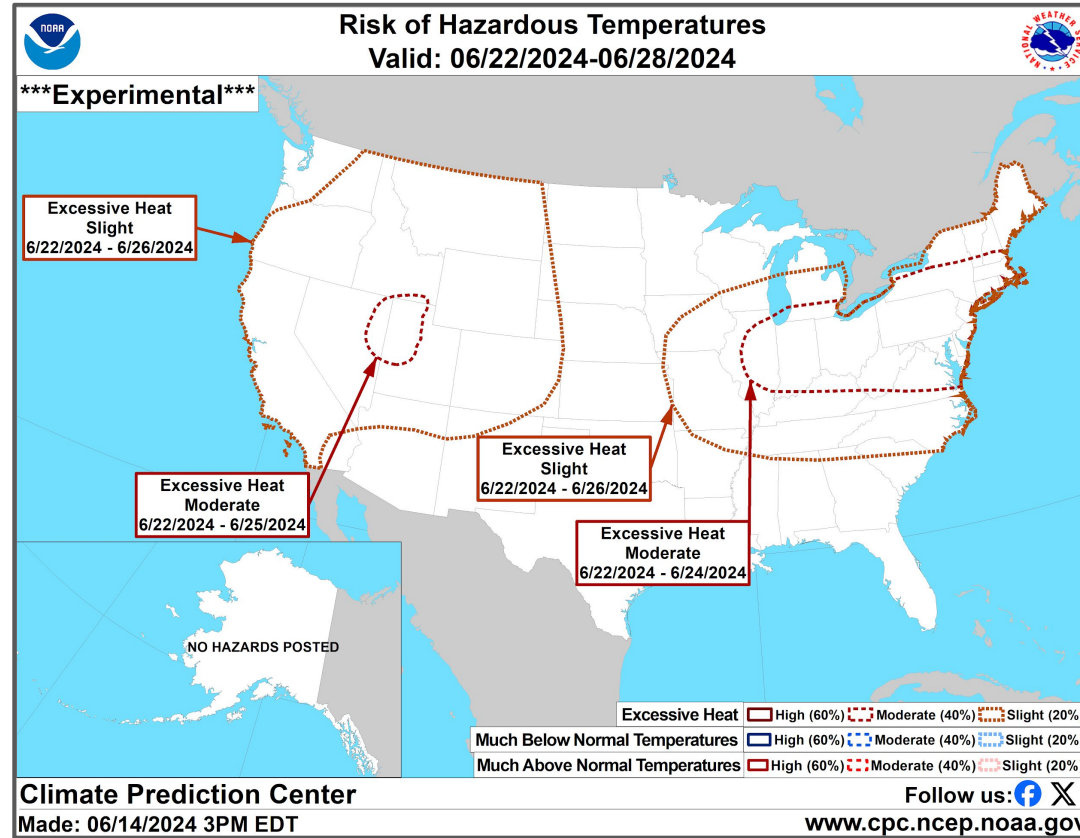 NOAA
Risk of Hazardous Temperatures
Valid: 06/22/2024-06/28/2024
NATIONAL WEATHER SERVICE
***Experimental***
Excessive Heat
Slight
6/22/2024 - 6/26/2024
Excessive Heat
Moderate
6/22/2024 - 6/25/2024
Excessive Heat
Slight
6/22/2024 - 6/26/2024
Excessive Heat
Moderate
6/22/2024 - 6/24/2024
NO HAZARDS POSTED
Excessive Heat High (60%) Moderate (40%) Slight (20%
Much Below Normal Temperatures High (60%) Moderate (40%) Slight (20%
Much Above Normal Temperatures High (60%) Moderate (40%) Slight (20%
Climate Prediction Center
Follow us:
Made: 06/14/2024 3PM EDT
www.cpc.ncep.noaa.gov